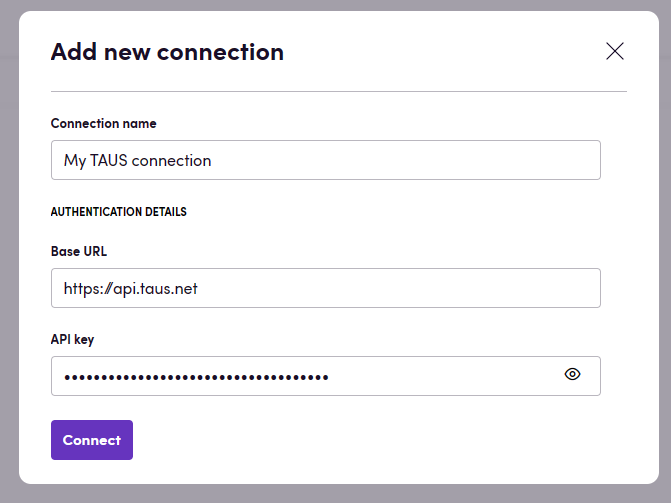 Add new connection
Connection name
My TAUS connection
AUTHENTICATION DETAILS
Base URL
https://api.taus.net
API key
••••••••••••••••••••••••••••••••••••
Connect